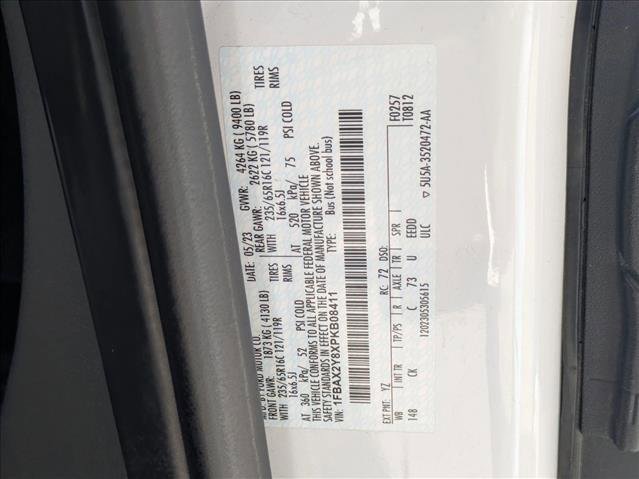 MFD. BY FORD MOTOR CO.
DATE: 05/23 GVWR: 4264 KG ( 9400 LB)
FRONT GAWR: 1873 KG ( 4130 LB) REAR GAWR: 2622 KG ( 5780 LB)
WITH 235/65R16C 121/119R TIRES WITH 235/65R16C 121/119R TIRES
16x6.5J RIMS 16x6.5J RIMS
AT 360 kPa/ 52 PSI COLD AT 520 kPa/ 75 PSI COLD
THIS VEHICLE CONFORMS TO ALL APPLICABLE FEDERAL MOTOR VEHICLE
SAFETY STANDARDS IN EFFECT ON THE DATE OF MANUFACTURE SHOWN ABOVE.
VIN: 1FBAX2Y8XPKB08411 Bus (Not school bus)
EXT PNT: YZ RC: 72 DSO: F0257
T0812
WB INT TR TP/PS R AXLE TR SPR
148 CK C 73 U EEDD
1202305305615 ULC ▽ 5U5A-3520472-AA